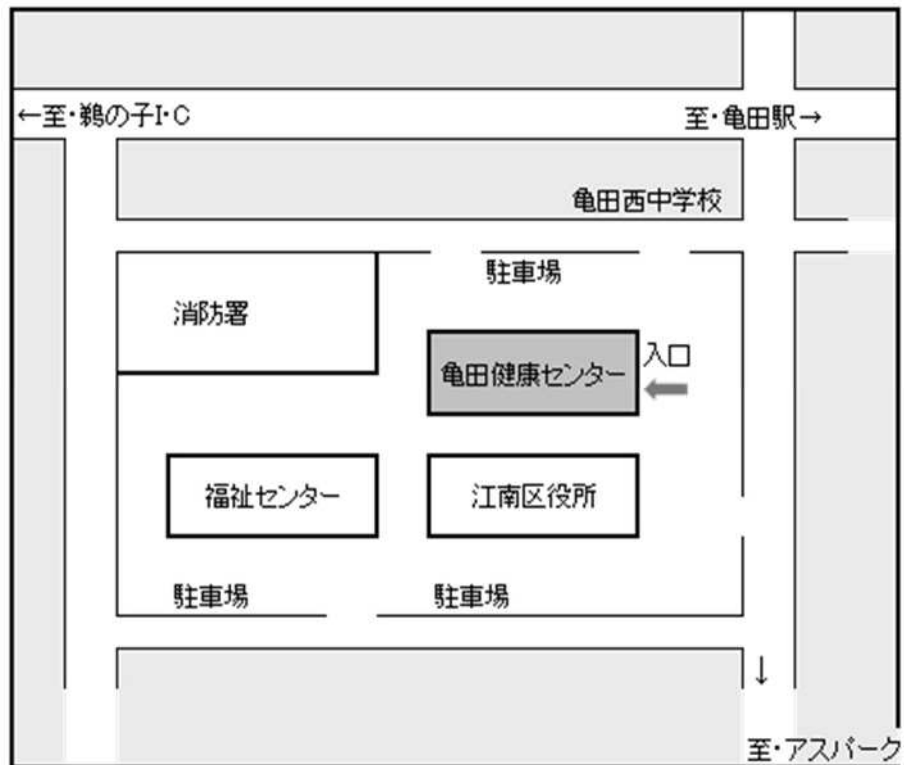 ←至・鵜の子I・C
至・亀田駅→
亀田西中学校
駐車場
消防署
入口
亀田健康センター
福祉センター
江南区役所
駐車場
駐車場
↓
至・アスパーク